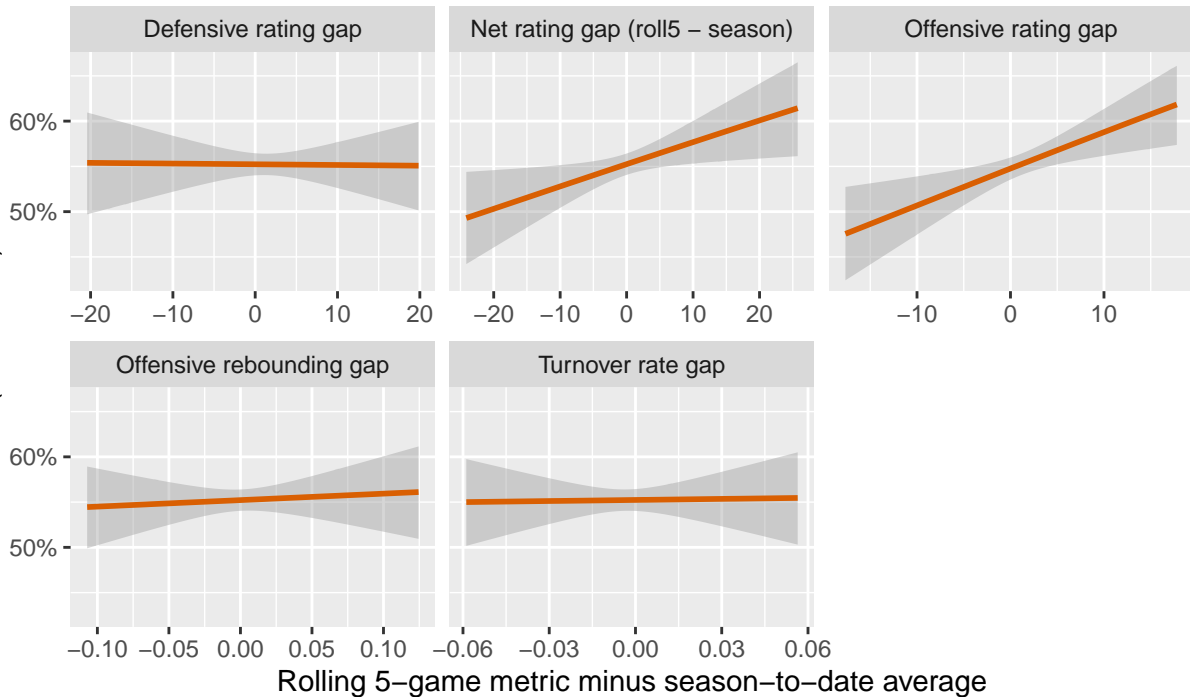 Defensive rating gap
Net rating gap (roll5 − season)
Offensive rating gap
60%
50%
−20 −10 0 10 20
−20 −10 0 10 20
−10 0 10
Offensive rebounding gap
Turnover rate gap
60%
50%
−0.10 −0.05 0.00 0.05 0.10
−0.06 −0.03 0.00 0.03 0.06
Rolling 5−game metric minus season−to−date average